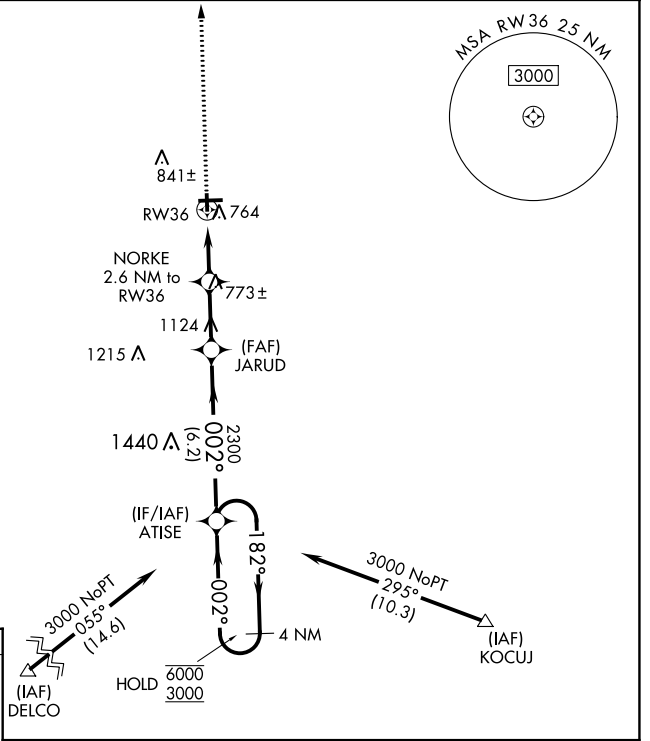 MSA RW36 25 NM
3000
841±
RW36
764
NORKE
2.6 NM to
RW36
773±
1124
1215
(FAF)
JARUD
1440
2300
002°
(6.2)
(IF/IAF)
ATISE
182°
002°
3000 NoPT
055°
(14.6)
3000 NoPT
295°
(10.3)
4 NM
(IAF)
KOCUJ
HOLD
6000
3000
(IAF)
DELCO